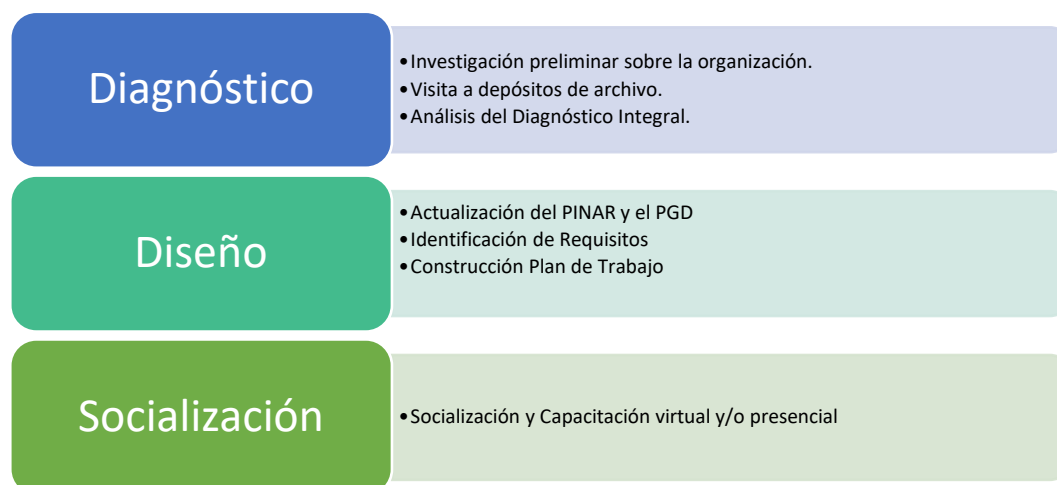 Diagnóstico
•Investigación preliminar sobre la organización.
•Visita a depósitos de archivo.
•Análisis del Diagnóstico Integral.
Diseño
•Actualización del PINAR y el PGD
•Identificación de Requisitos
•Construcción Plan de Trabajo
Socialización
•Socialización y Capacitación virtual y/o presencial